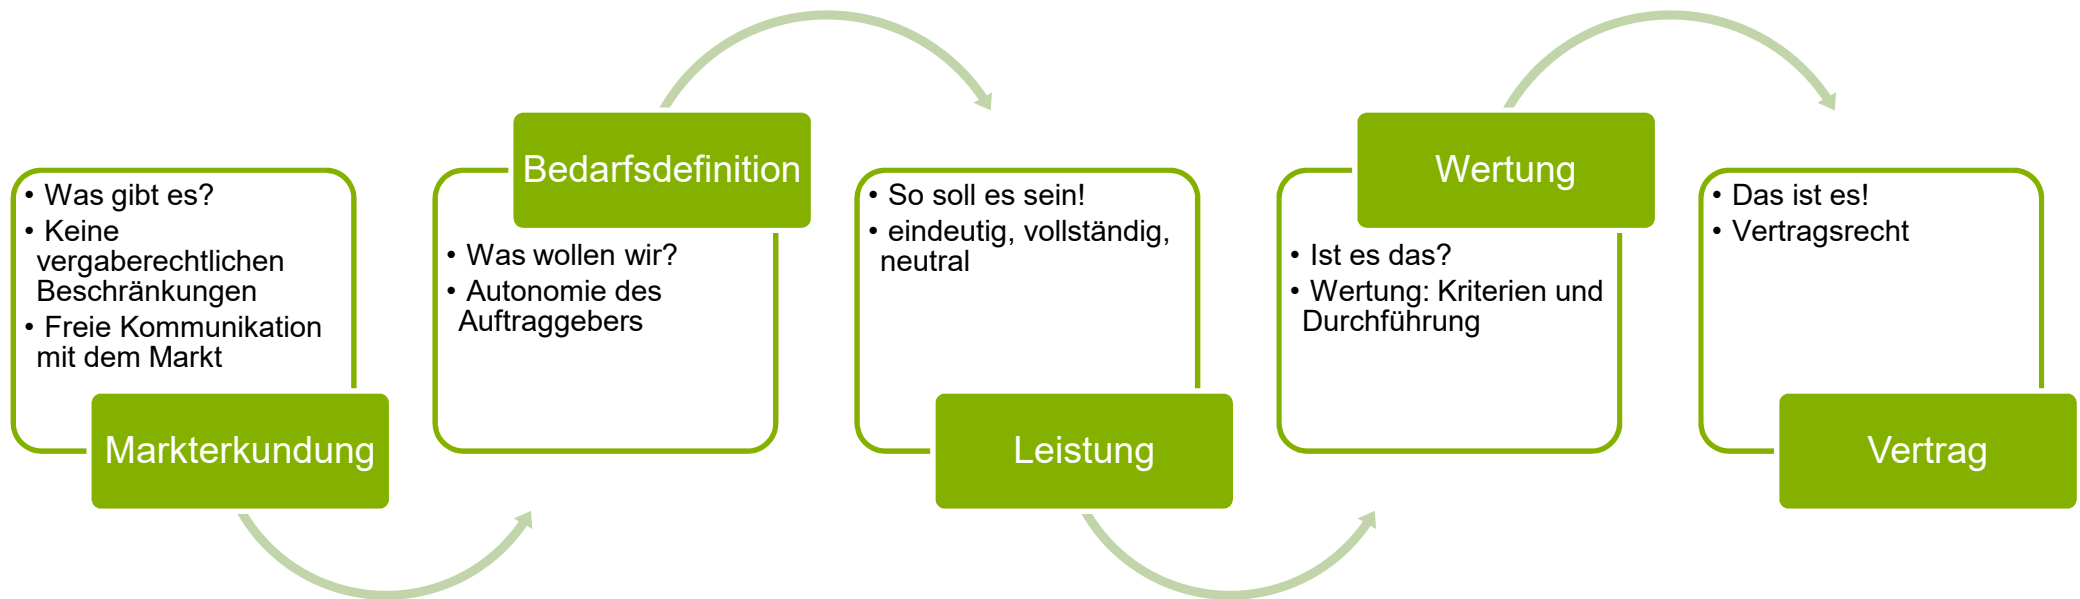 • Was gibt es?
• Keine
vergaberechtlichen
Beschränkungen
• Freie Kommunikation
mit dem Markt
Markterkundung
Bedarfsdefinition
• Was wollen wir?
• Autonomie des
Auftraggebers
• So soll es sein!
• eindeutig, vollständig,
neutral
Leistung
Wertung
• Ist es das?
• Wertung: Kriterien und
Durchführung
• Das ist es!
• Vertragsrecht
Vertrag